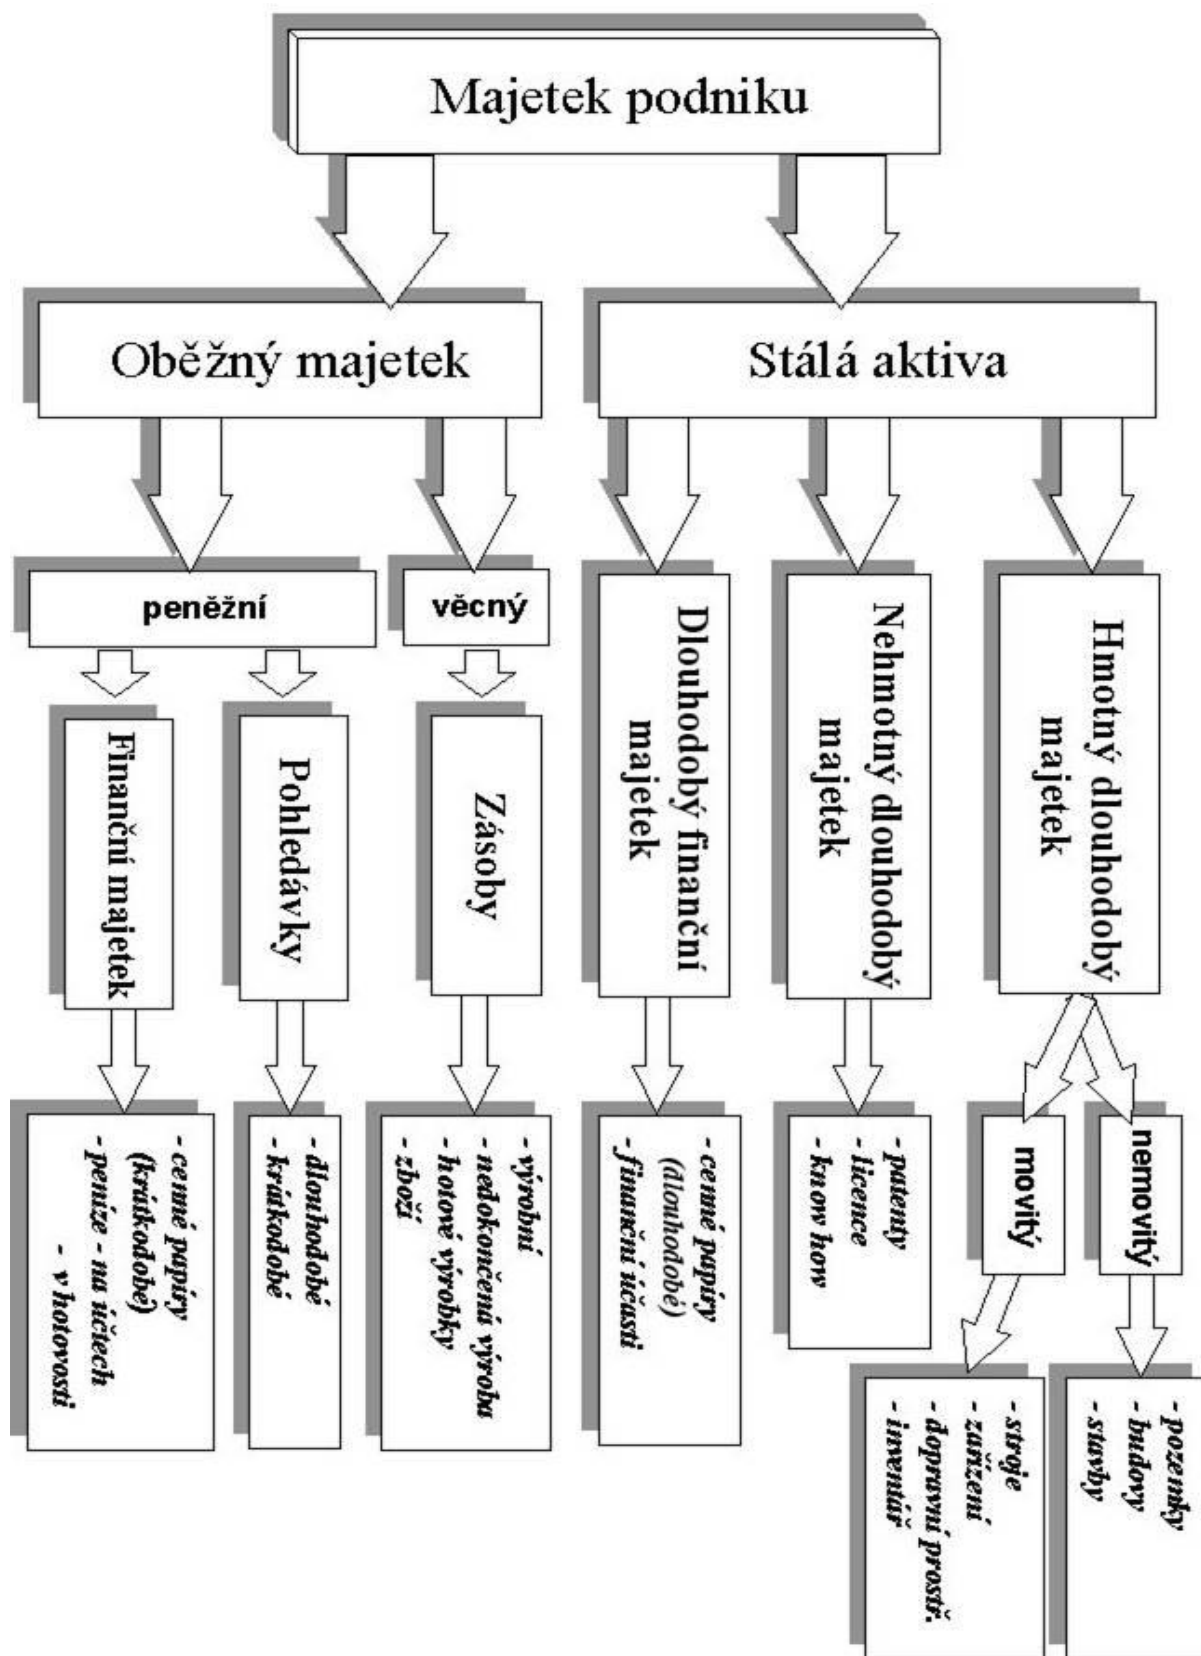 Majetek podniku
Oběžný majetek
Stálá aktiva
peněžní
věcný
Finanční majetek
Pohledávky
Zásoby
Dlouhodobý finanční
majetek
Nehmotný dlouhodobý
majetek
Hmotný dlouhodobý
majetek
- cenné papíry
(krátkodobé)
- peníze - na účtech
- v hotovosti
- dlouhodobé
- krátkodobé
- výrobní
- nedokončená výroba
- hotové výrobky
- zboží
- cenné papíry
(dlouhodobé)
- finanční účasti
- patenty
- licence
- know how
movitý
nemovitý
- stroje
- zařízení
- dopravní prostř.
- inventář
- pozemky
- budovy
- stavby